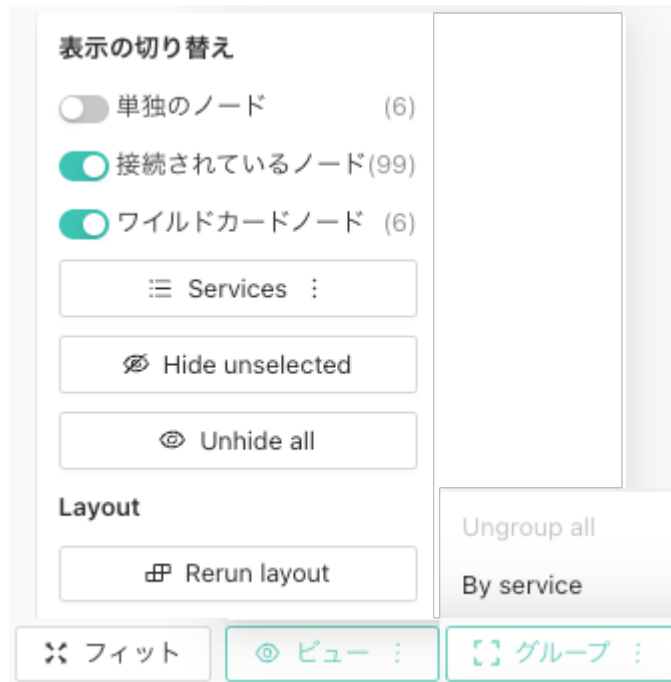 表示の切り替え
単独のノード (6)
接続されているノード(99)
ワイルドカードノード (6)
Services
Hide unselected
Unhide all
Layout
Rerun layout
Ungroup all
By service
フィット ビュー グループ